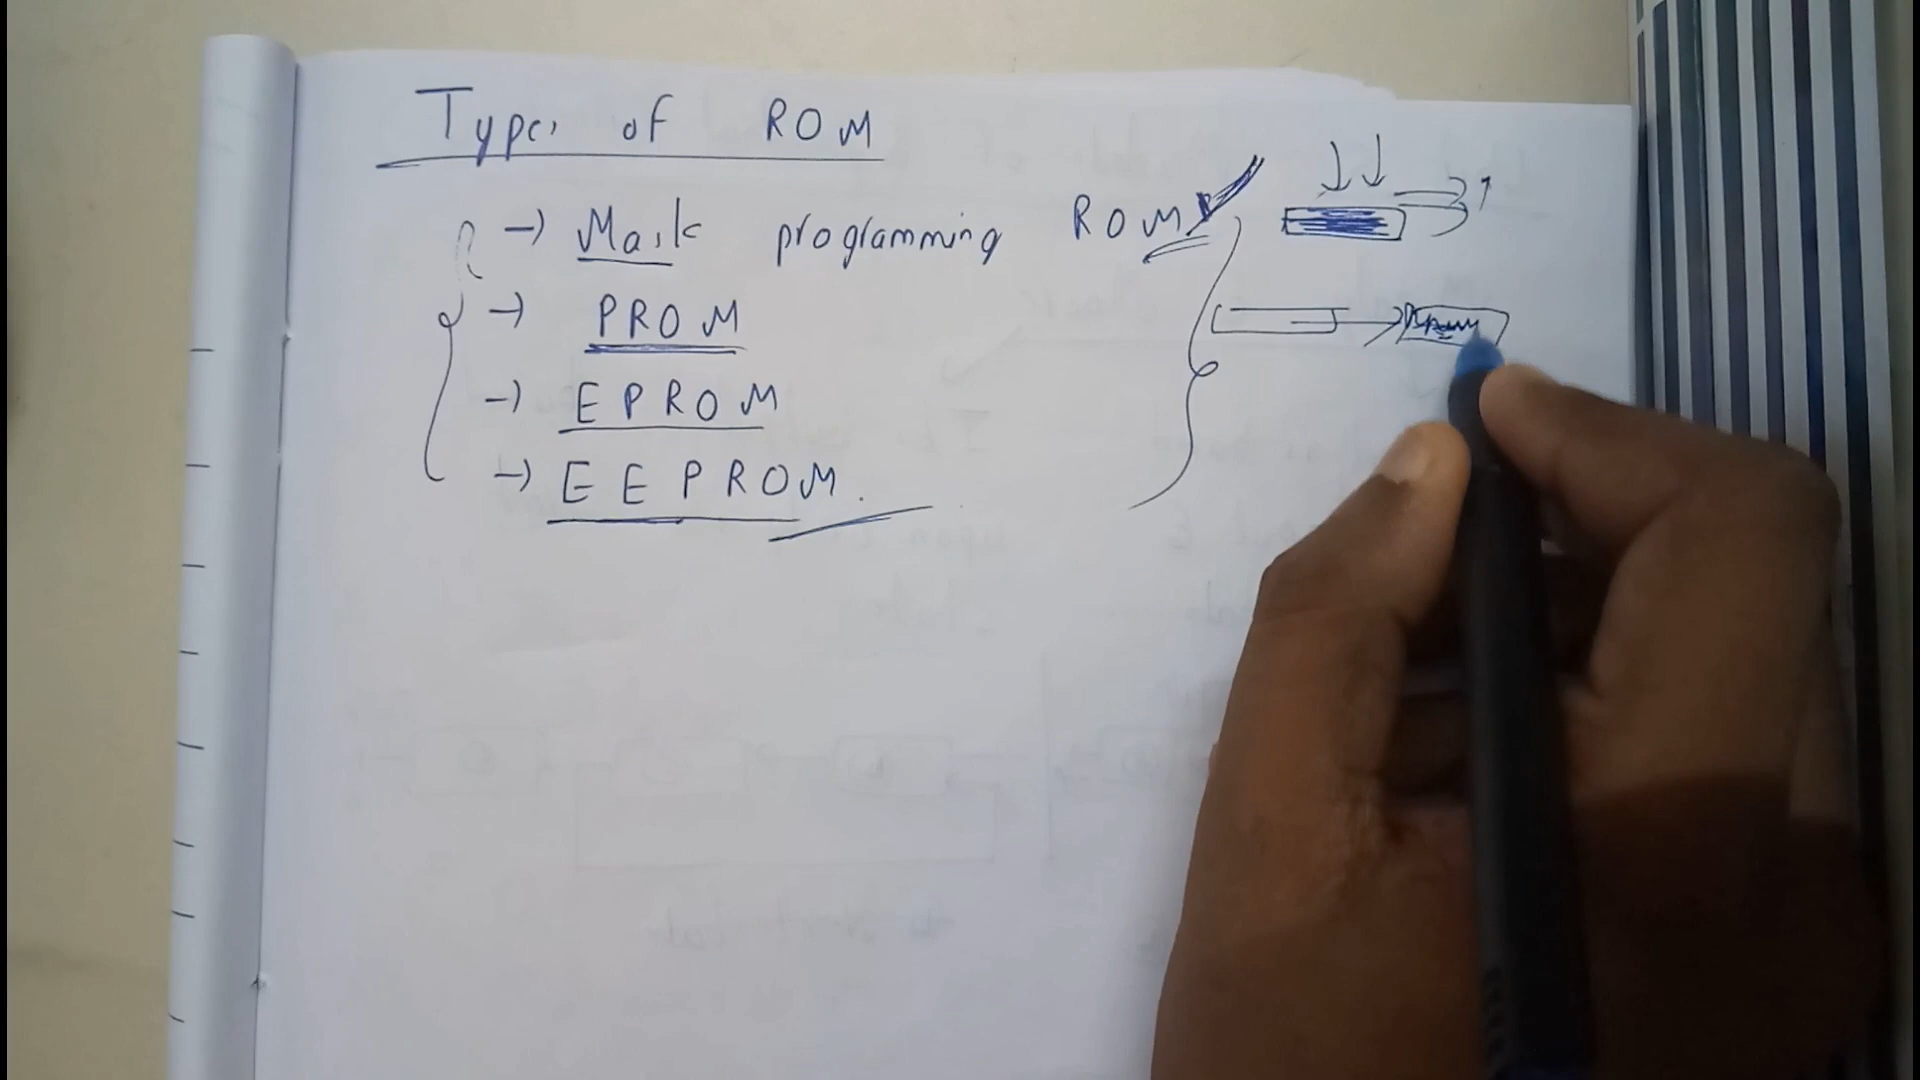 Types of ROM
→ Mask programming ROM
→ PROM
→ EPROM
→ EEPROM.